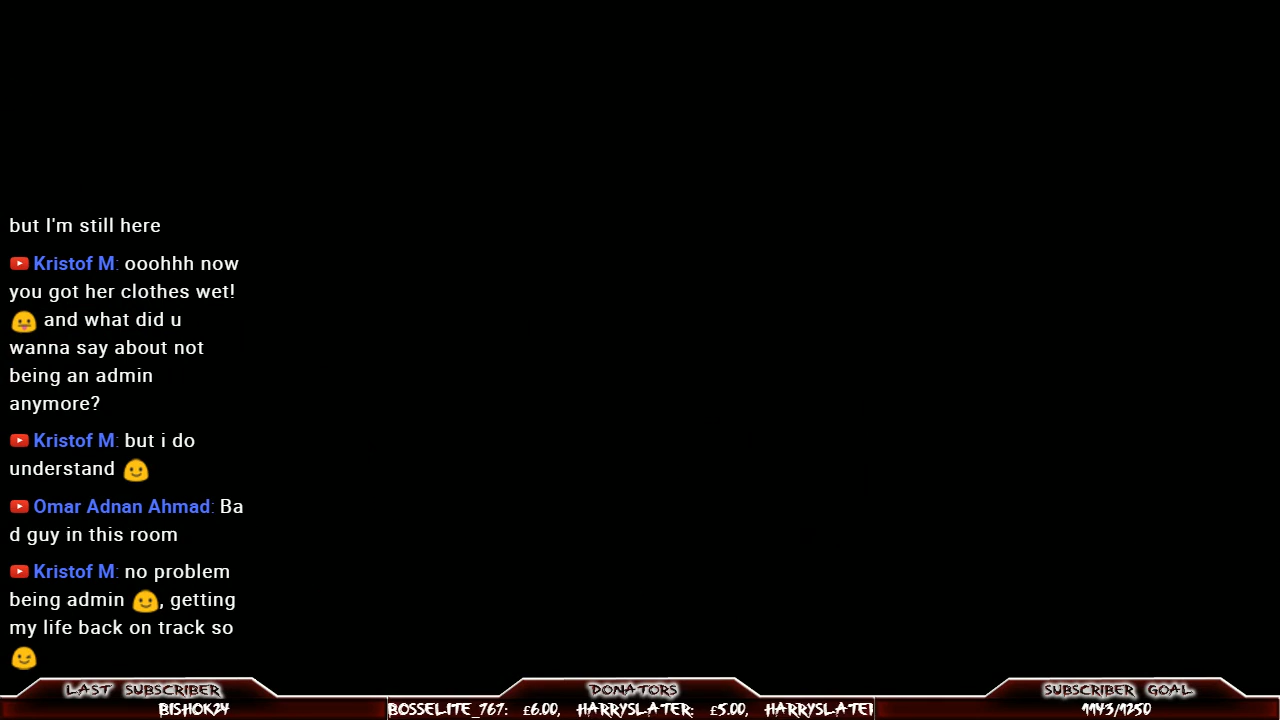 but I'm still here
Kristof M: ooohhh now
you got her clothes wet!
😛 and what did u
wanna say about not
being an admin
anymore?
Kristof M: but i do
understand 🙂
Omar Adnan Ahmad: Ba
d guy in this room
Kristof M: no problem
being admin 🙂, getting
my life back on track so
😉
LAST SUBSCRIBER
DONATORS
SUBSCRIBER GOAL
BISHOK24
BOSSELITE_767: £6.00, HARRYSLATER: £5.00, HARRYSLATE
1143/1250